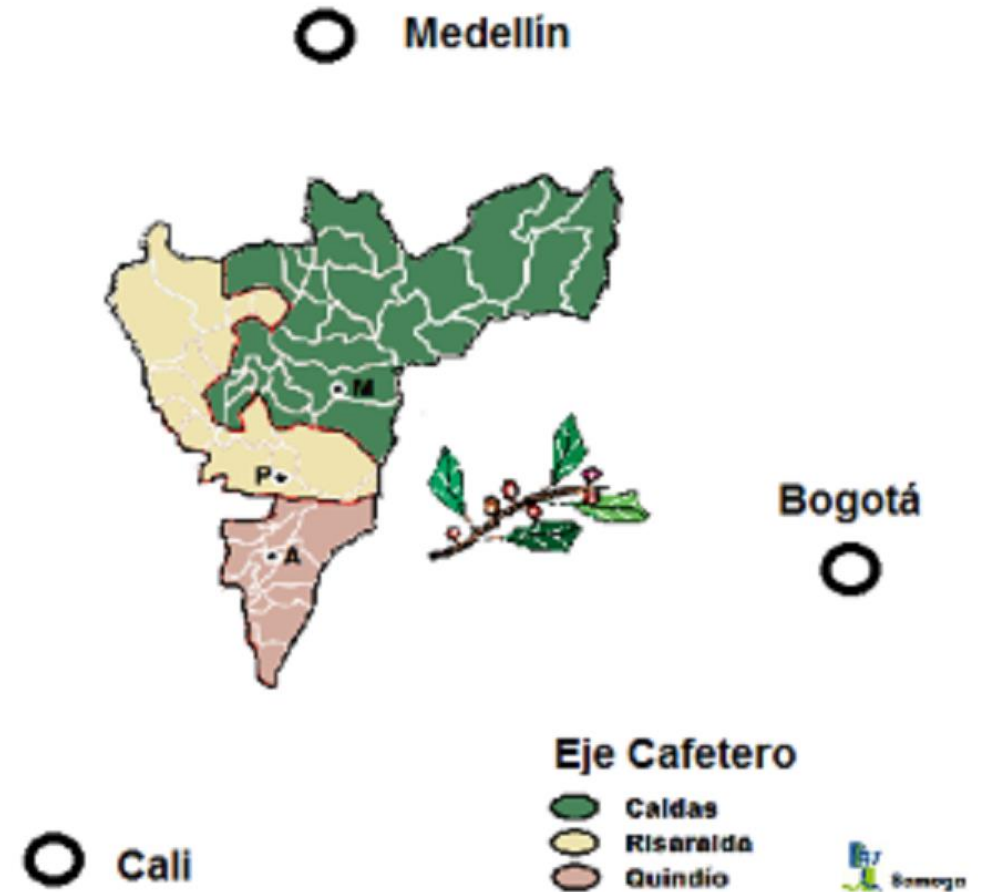 Medellín
M
P
A
Bogotá
Eje Cafetero
Caldas
Risaralda
Quindío
Cali